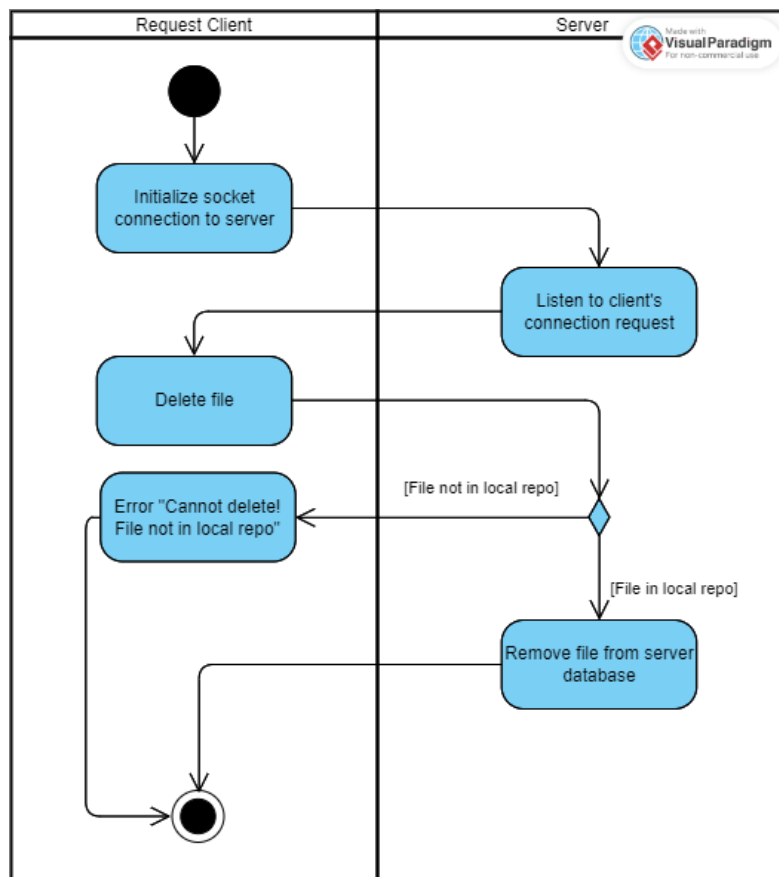 Request Client
Server
Made with
VisualParadigm
For non-commercial use
Initialize socket
connection to server
Listen to client's
connection request
Delete file
[File not in local repo]
Error "Cannot delete!
File not in local repo"
[File in local repo]
Remove file from server
database